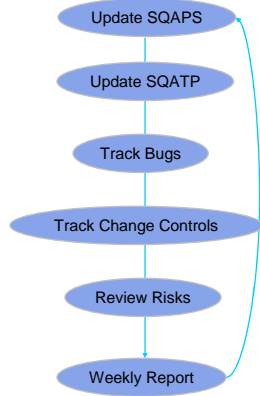 Update SQAPS
Update SQATP
Track Bugs
Track Change Controls
Review Risks
Weekly Report